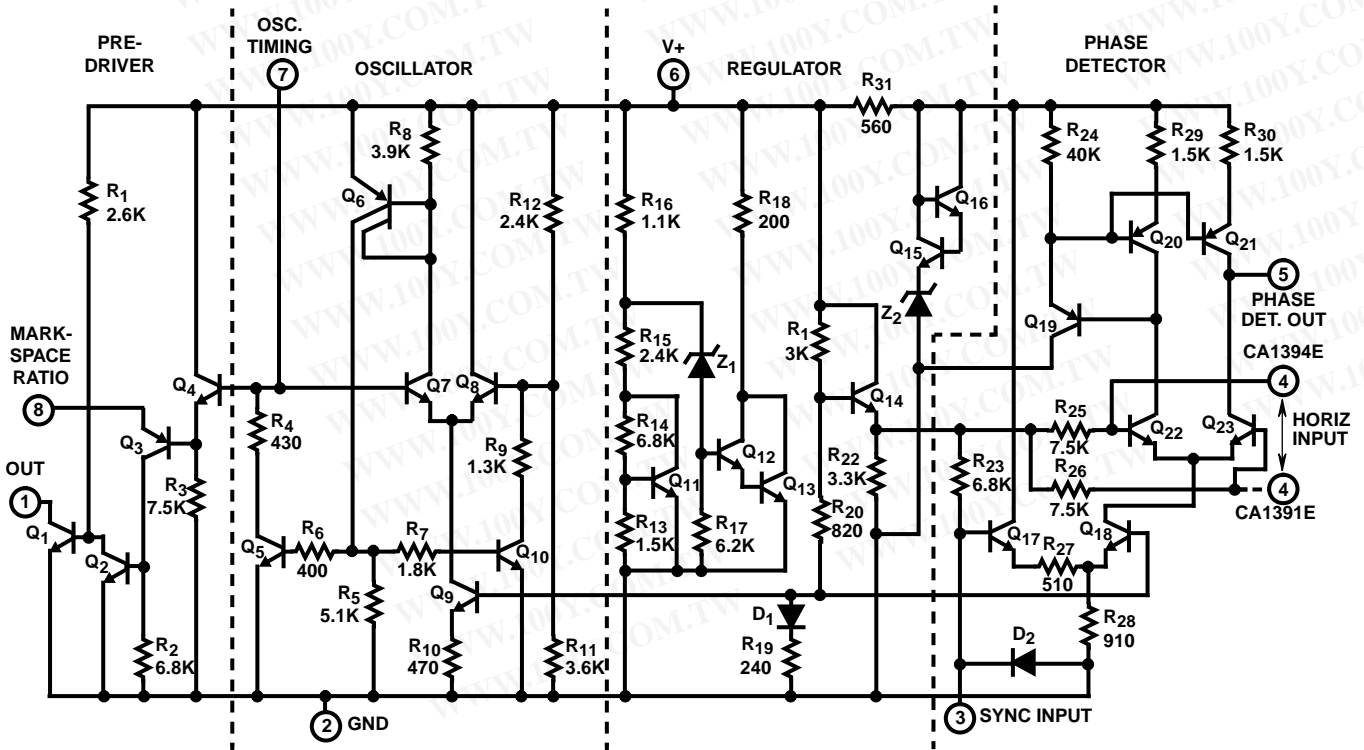 PRE-
DRIVER
OSC.
TIMING
7
OSCILLATOR
V+
6
REGULATOR
PHASE
DETECTOR
R31
560
R8
3.9K
R24
40K
R29
1.5K
R30
1.5K
R1
2.6K
Q6
R12
2.4K
R16
1.1K
R18
200
Q16
Q15
Q20
Q21
5
PHASE
DET. OUT
Z2
Q19
R15
2.4K
Z1
R1
3K
MARK-
SPACE
RATIO
8
Q4
Q7
Q8
Q14
CA1394E
4
HORIZ
INPUT
4
CA1391E
R4
430
Q3
R14
6.8K
R9
1.3K
R25
7.5K
Q22
Q23
Q12
R22
3.3K
R23
6.8K
R26
7.5K
Q11
Q13
R3
7.5K
OUT
1
Q1
Q2
Q5
R6
400
R7
1.8K
Q10
R13
1.5K
R17
6.2K
R20
820
Q17
Q18
R27
510
R5
5.1K
Q9
D1
R28
910
R2
6.8K
R10
470
R11
3.6K
R19
240
D2
2
GND
3
SYNC INPUT
WWW.100Y.COM.TW